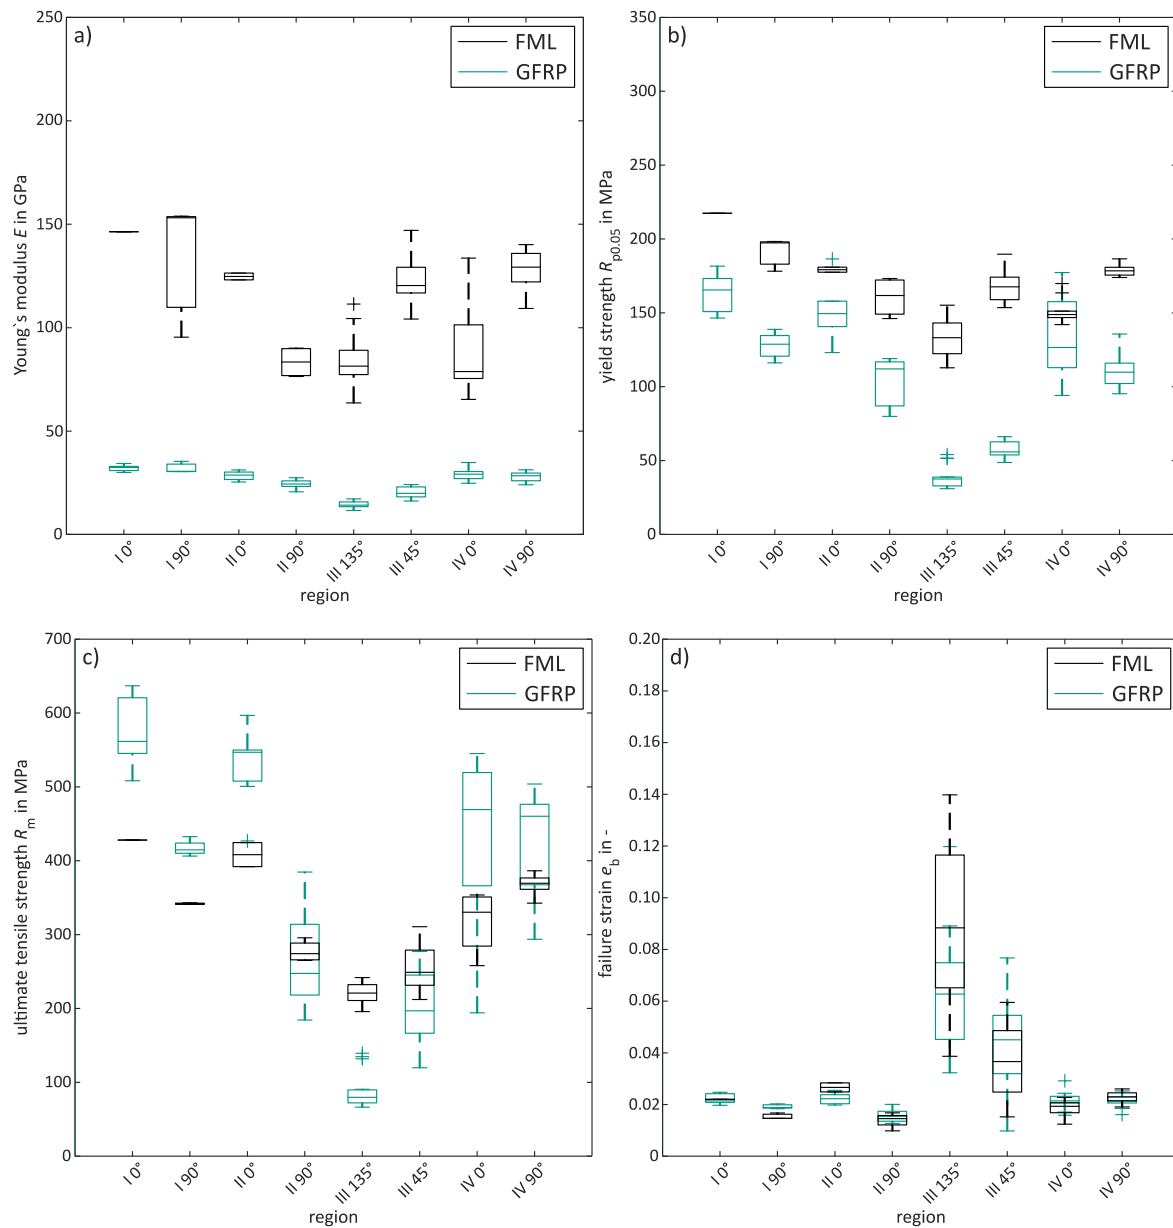 a)
FML
GFRP
Young`s modulus E in GPa
250
200
150
100
50
0
I 0°
I 90°
II 0°
II 90°
III 135°
III 45°
IV 0°
IV 90°
region
b)
FML
GFRP
yield strength Rp0.05 in MPa
350
300
250
200
150
100
50
0
I 0°
I 90°
II 0°
II 90°
III 135°
III 45°
IV 0°
IV 90°
region
c)
FML
GFRP
ultimate tensile strength Rm in MPa
700
600
500
400
300
200
100
0
I 0°
I 90°
II 0°
II 90°
III 135°
III 45°
IV 0°
IV 90°
region
d)
FML
GFRP
failure strain eb in -
0.20
0.18
0.16
0.14
0.12
0.10
0.08
0.06
0.04
0.02
0
I 0°
I 90°
II 0°
II 90°
III 135°
III 45°
IV 0°
IV 90°
region